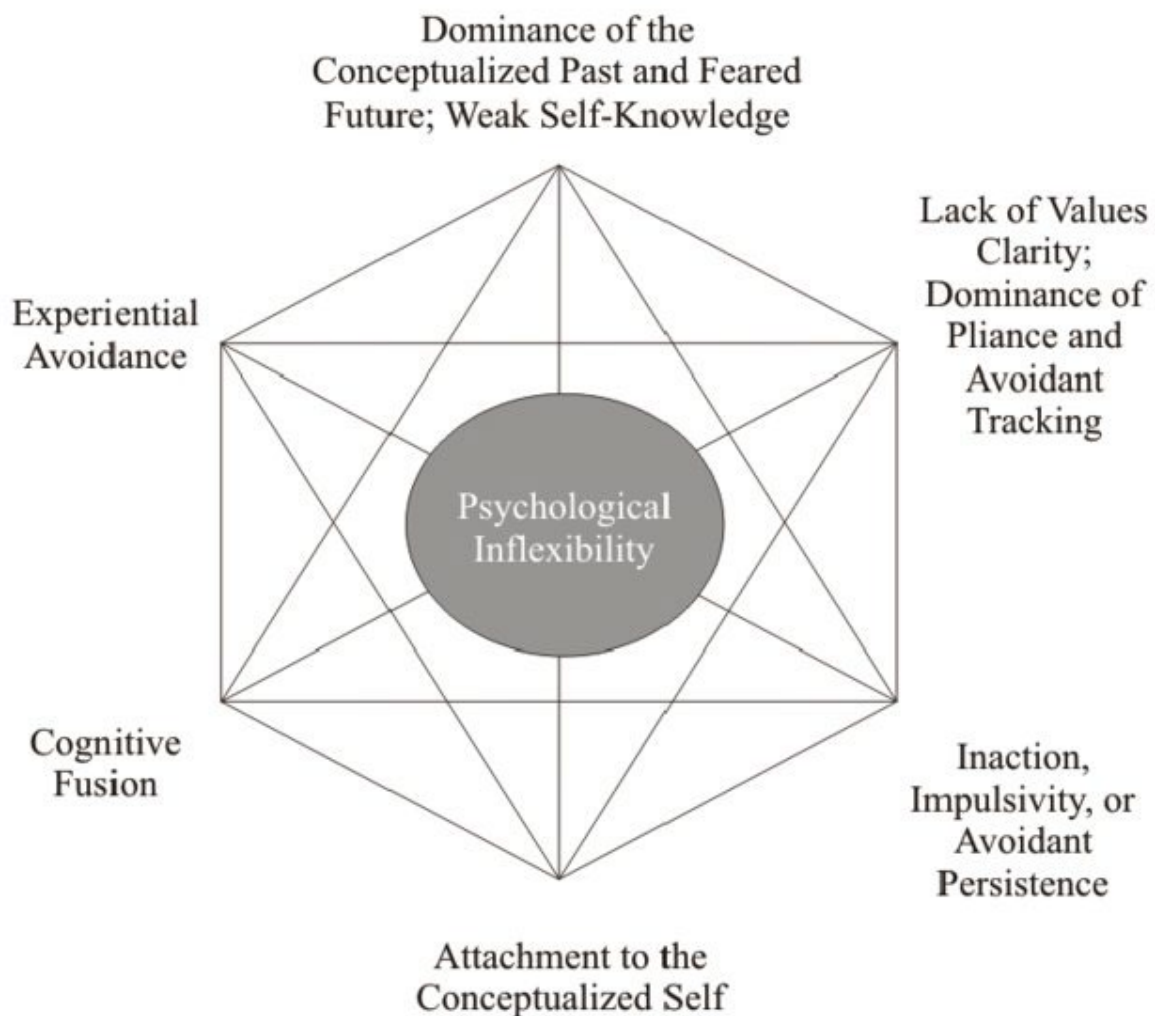 Dominance of the
Conceptualized Past and Feared
Future; Weak Self-Knowledge
Lack of Values
Clarity;
Dominance of
Pliance and
Avoidant
Tracking
Experiential
Avoidance
Psychological
Inflexibility
Cognitive
Fusion
Inaction,
Impulsivity, or
Avoidant
Persistence
Attachment to the
Conceptualized Self